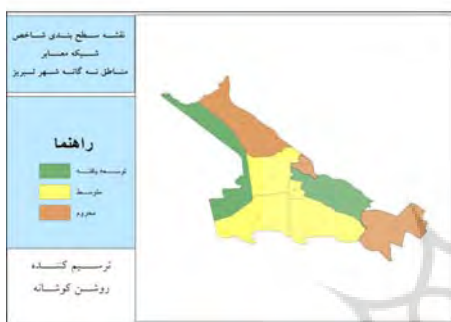 نقشه سطح بندی شاخص
شبکه معابر
مناطق نه گانه شهر تبریز
راهنما
توسعه یافته
متوسط
محروم
ترسیم کننده
روشن کوشانه